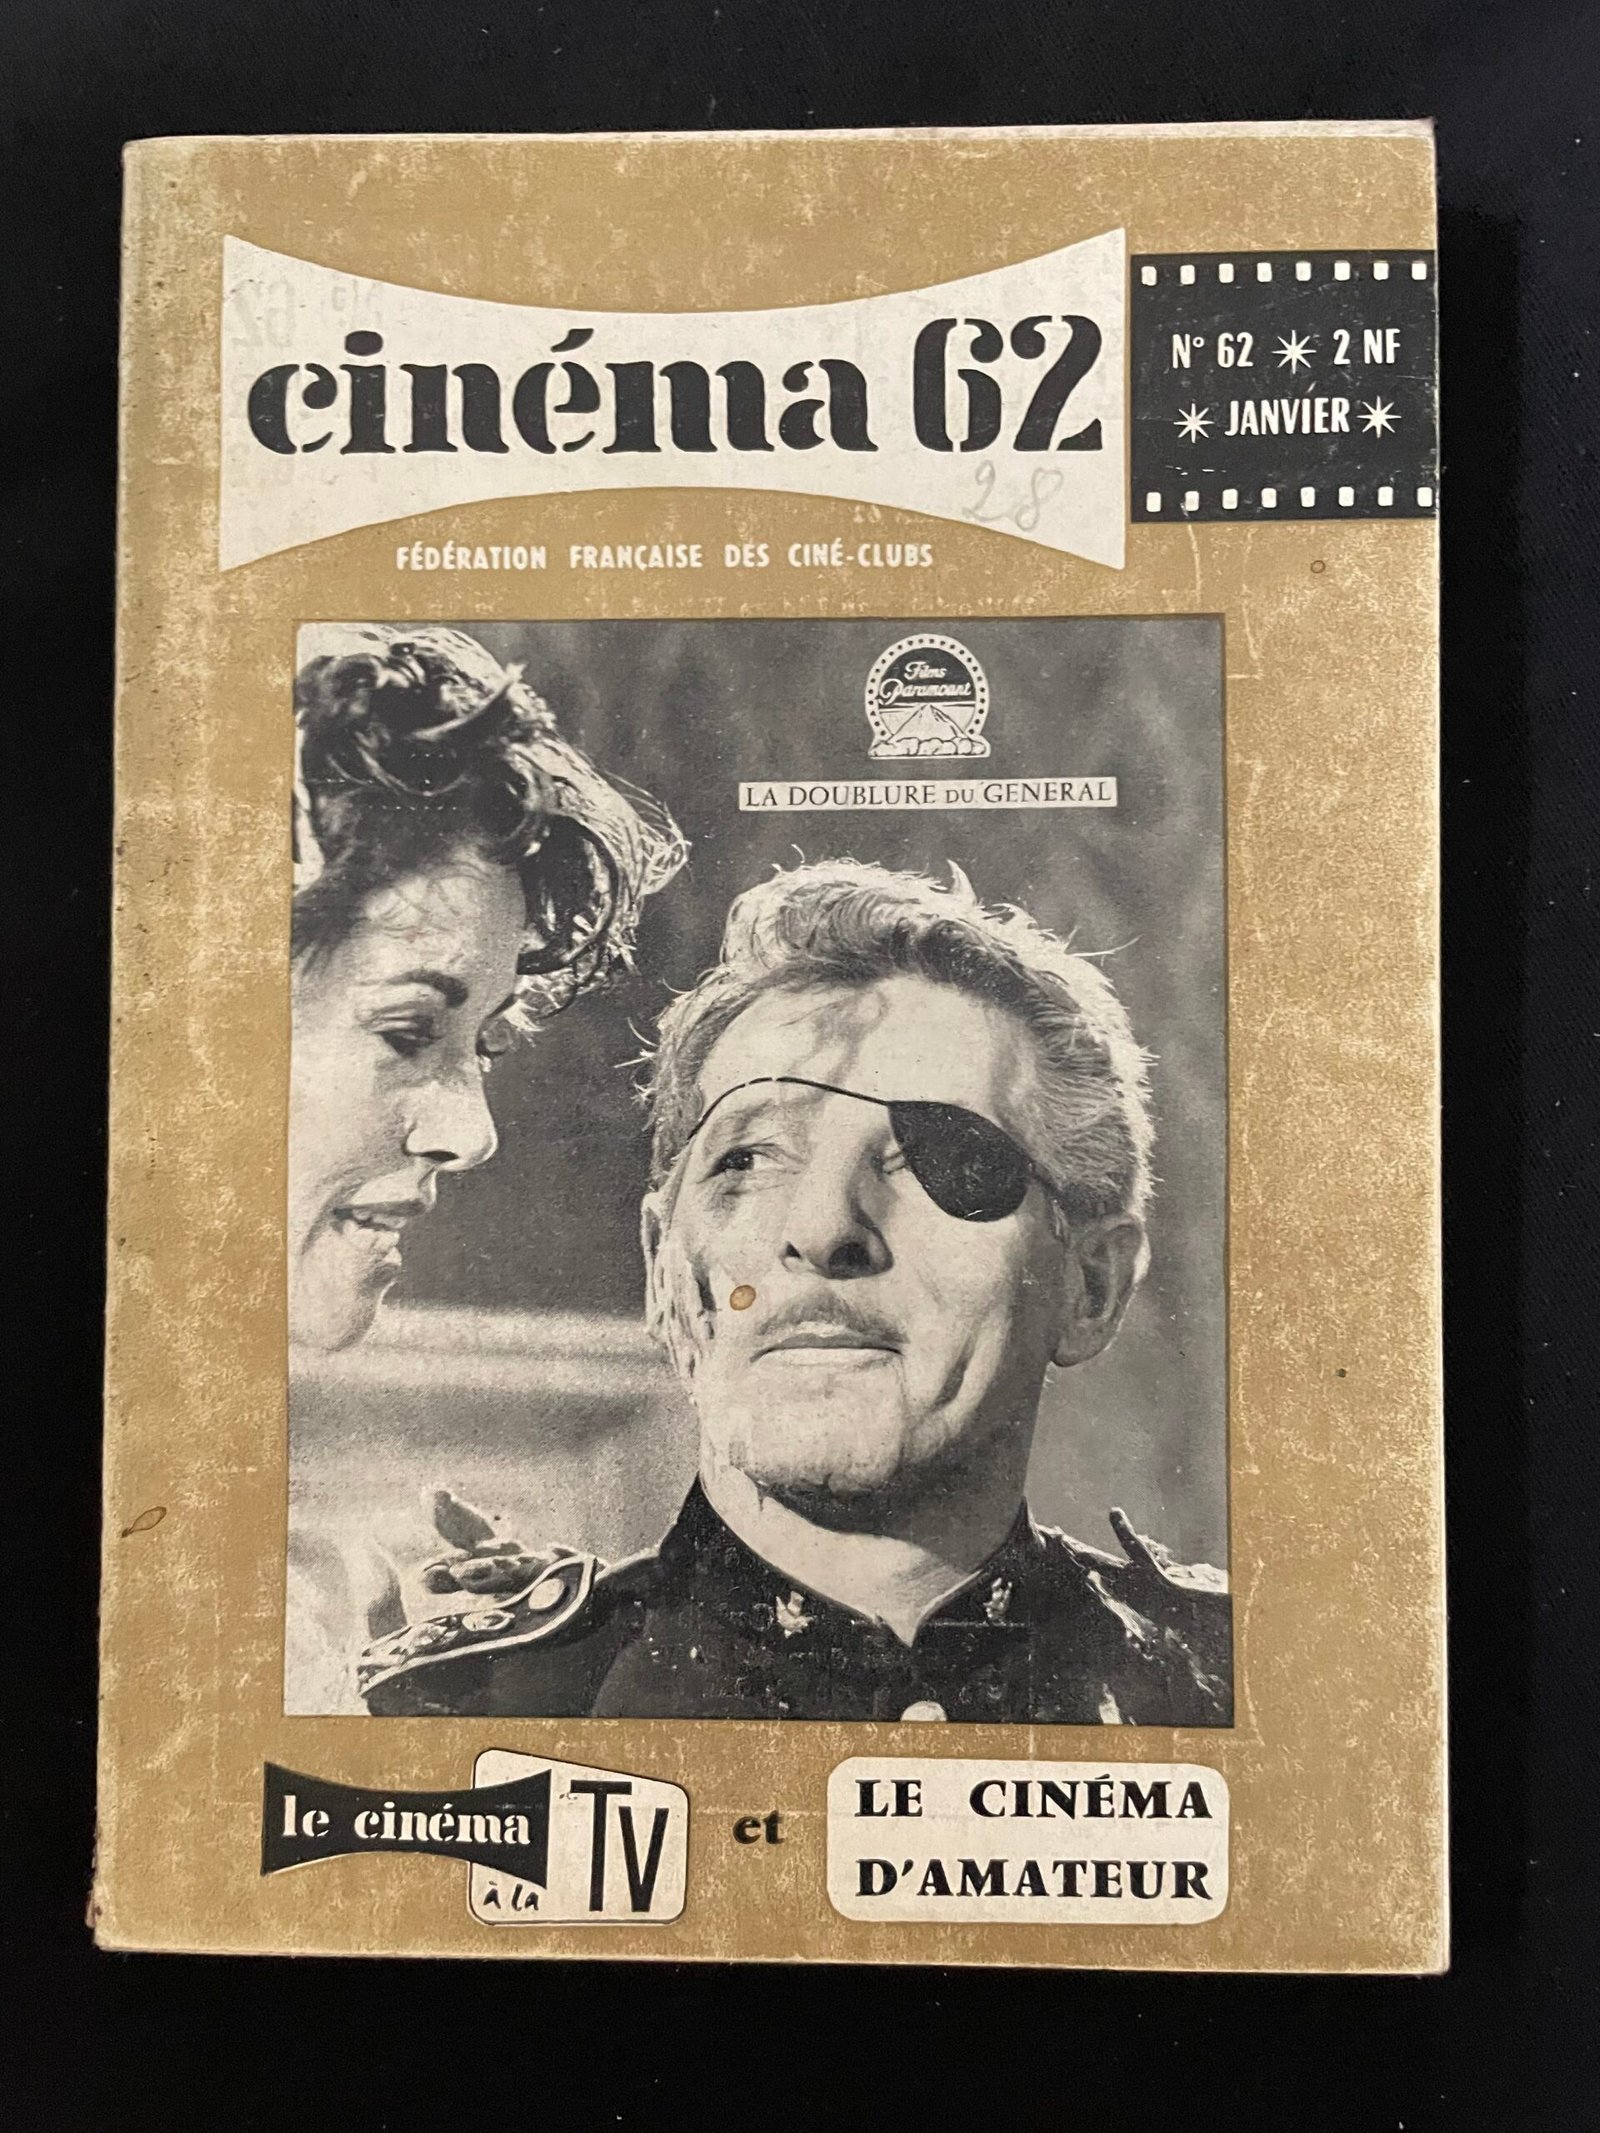 cinéma 62
N° 62 ✳ 2 NF
✳ JANVIER ✳
28
FÉDÉRATION FRANÇAISE DES CINÉ-CLUBS
Films
Paramount
LA DOUBLURE DU GENERAL
le cinéma
à la
TV
et
LE CINÉMA
D'AMATEUR